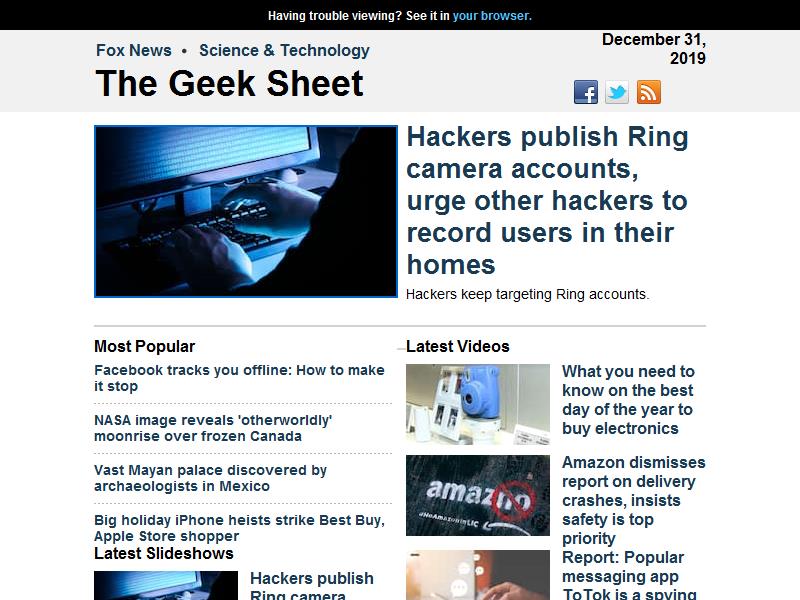 Having trouble viewing? See it in your browser.
Fox News • Science & Technology
The Geek Sheet
December 31,
2019
Hackers publish Ring
camera accounts,
urge other hackers to
record users in their
homes
Hackers keep targeting Ring accounts.
Most Popular
Facebook tracks you offline: How to make
it stop
NASA image reveals 'otherworldly'
moonrise over frozen Canada
Vast Mayan palace discovered by
archaeologists in Mexico
Big holiday iPhone heists strike Best Buy,
Apple Store shopper
Latest Slideshows
Hackers publish
Ring camera
Latest Videos
What you need to
know on the best
day of the year to
buy electronics
amazno
#NoAmazonInLIC
Amazon dismisses
report on delivery
crashes, insists
safety is top
priority
Report: Popular
messaging app
ToTok is a spying